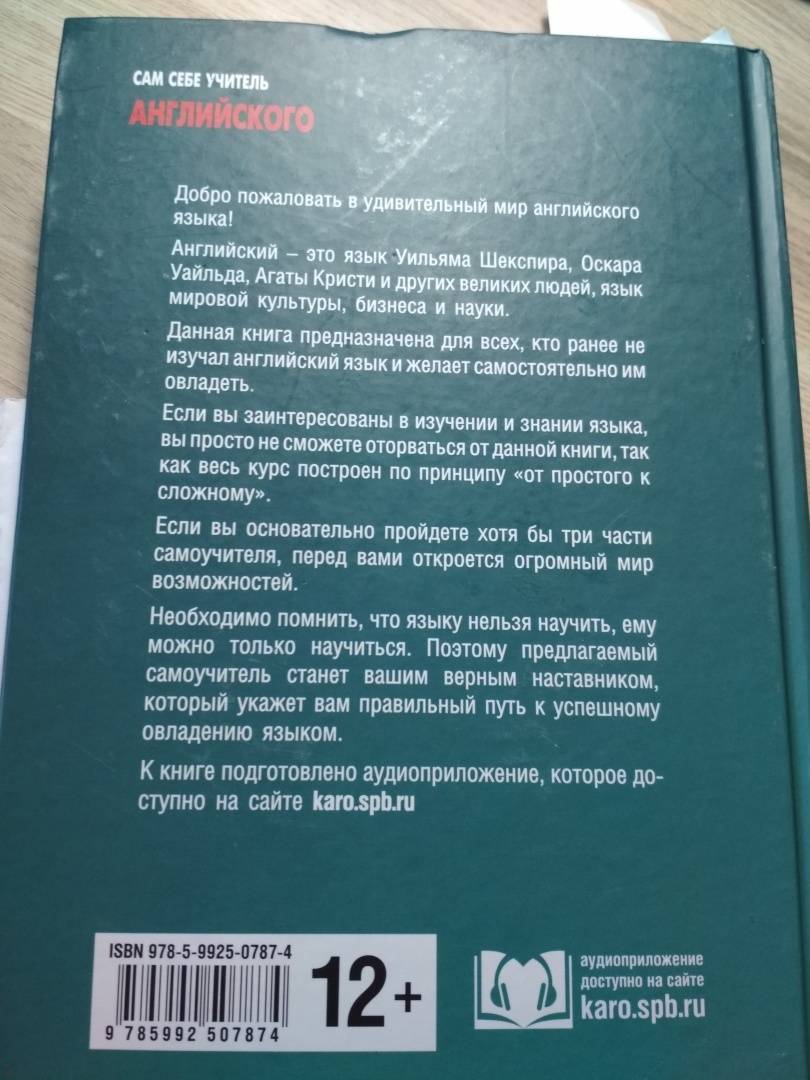 САМ СЕБЕ УЧИТЕЛЬ
АНГЛИЙСКОГО
Добро пожаловать в удивительный мир английского
языка!
Английский – это язык Уильяма Шекспира, Оскара
Уайльда, Агаты Кристи и других великих людей, язык
мировой культуры, бизнеса и науки.
Данная книга предназначена для всех, кто ранее не
изучал английский язык и желает самостоятельно им
овладеть.
Если вы заинтересованы в изучении и знании языка,
вы просто не сможете оторваться от данной книги, так
как весь курс построен по принципу «от простого к
сложному».
Если вы основательно пройдете хотя бы три части
самоучителя, перед вами откроется огромный мир
возможностей.
Необходимо помнить, что языку нельзя научить, ему
можно только научиться. Поэтому предлагаемый
самоучитель станет вашим верным наставником,
который укажет вам правильный путь к успешному
овладению языком.
К книге подготовлено аудиоприложение, которое до-
ступно на сайте karo.spb.ru
ISBN 978-5-9925-0787-4
9 785992 507874
12+
аудиоприложение
доступно на сайте
karo.spb.ru